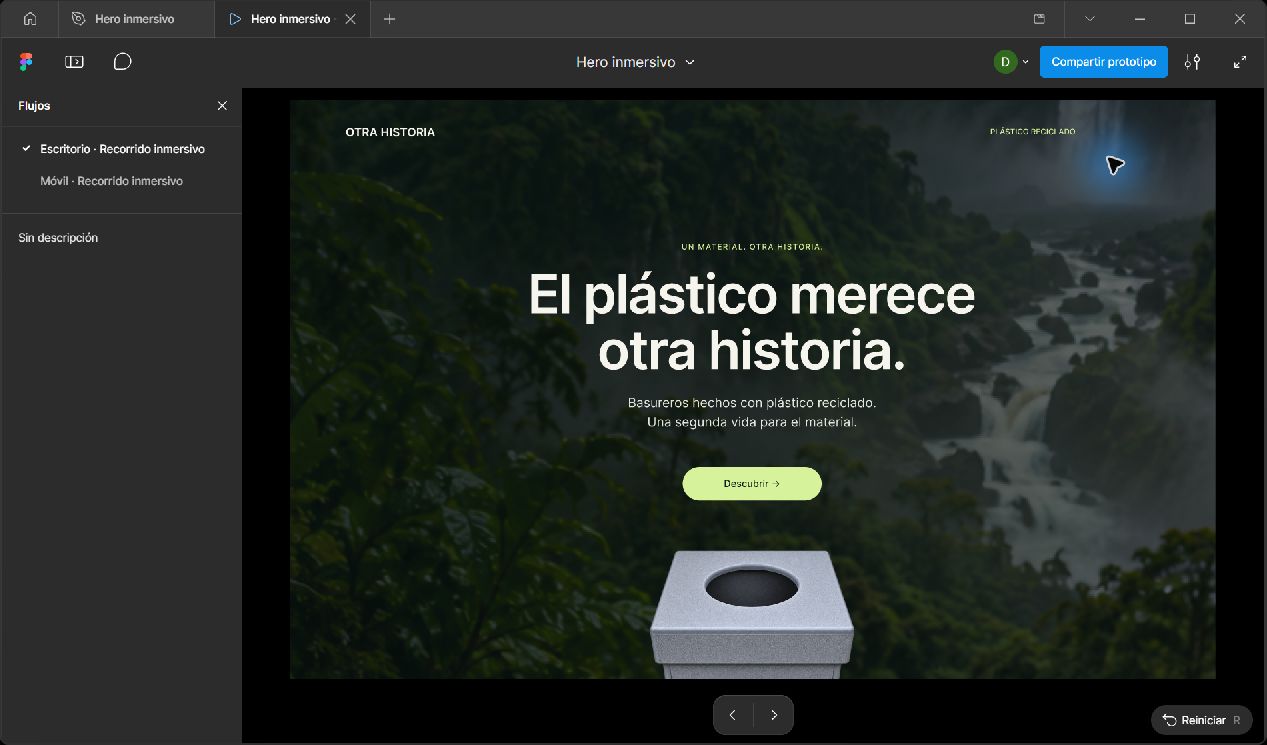 Hero inmersivo
Hero inmersivo
Hero inmersivo
D
Compartir prototipo
Flujos
Escritorio · Recorrido inmersivo
Móvil · Recorrido inmersivo
Sin descripción
OTRA HISTORIA
PLÁSTICO RECICLADO
UN MATERIAL. OTRA HISTORIA.
El plástico merece
otra historia.
Basureros hechos con plástico reciclado.
Una segunda vida para el material.
Descubrir →
Reiniciar R